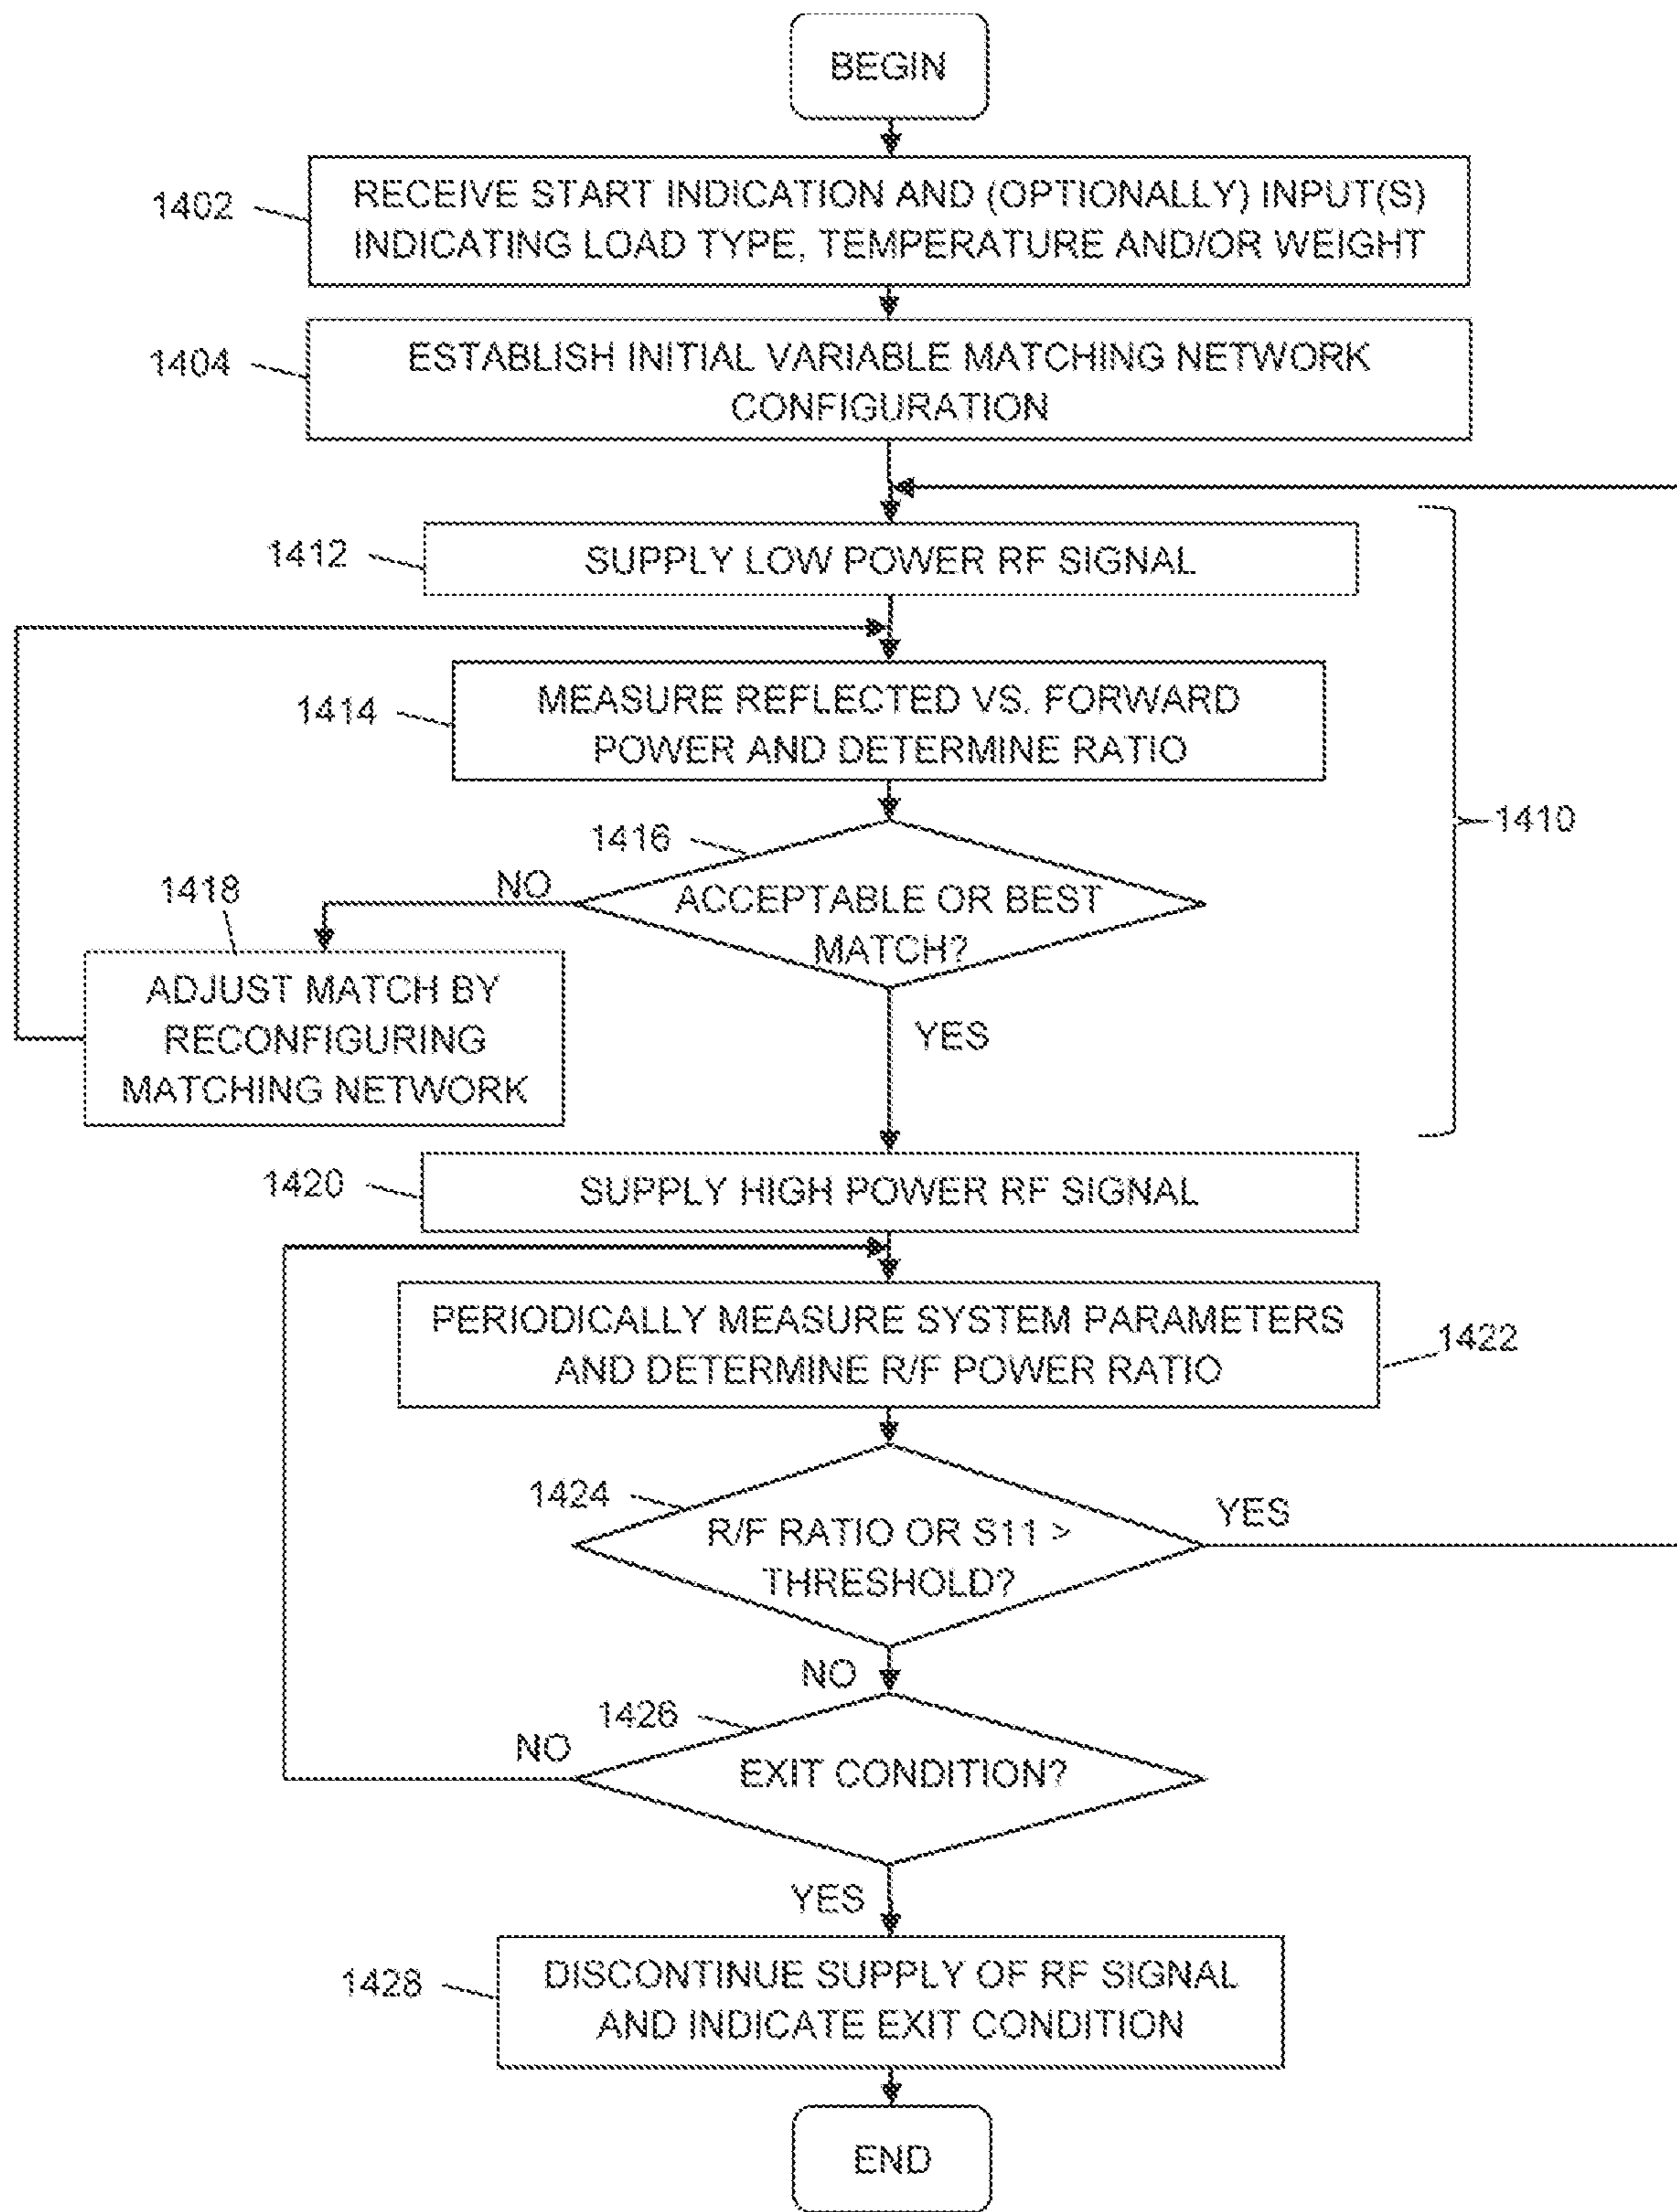 BEGIN
1402
RECEIVE START INDICATION AND (OPTIONALLY) INPUT(S)
INDICATING LOAD TYPE, TEMPERATURE AND/OR WEIGHT
1404
ESTABLISH INITIAL VARIABLE MATCHING NETWORK
CONFIGURATION
1412
SUPPLY LOW POWER RF SIGNAL
1414
MEASURE REFLECTED VS. FORWARD
POWER AND DETERMINE RATIO
1410
1416
ACCEPTABLE OR BEST
MATCH?
NO
1418
ADJUST MATCH BY
RECONFIGURING
MATCHING NETWORK
YES
1420
SUPPLY HIGH POWER RF SIGNAL
PERIODICALLY MEASURE SYSTEM PARAMETERS
AND DETERMINE R/F POWER RATIO
1422
1424
R/F RATIO OR S11 >
THRESHOLD?
YES
NO
1426
EXIT CONDITION?
NO
YES
1428
DISCONTINUE SUPPLY OF RF SIGNAL
AND INDICATE EXIT CONDITION
END